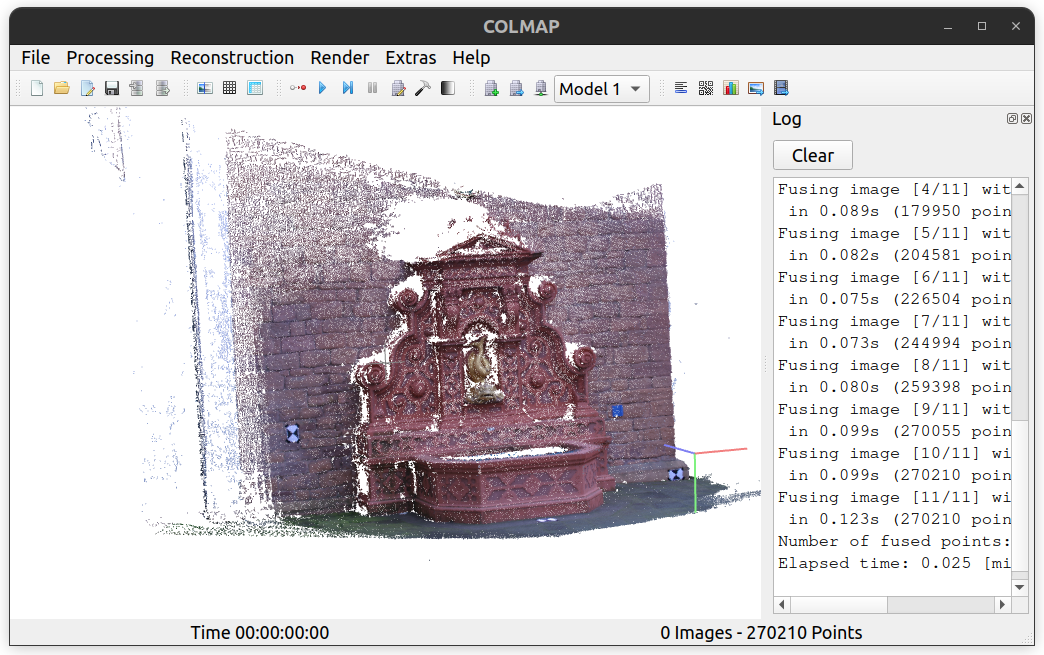 COLMAP
File Processing Reconstruction Render Extras Help
Model 1
Log
Clear
Fusing image [4/11] wit
in 0.089s (179950 poin
Fusing image [5/11] wit
in 0.082s (204581 poin
Fusing image [6/11] wit
in 0.075s (226504 poin
Fusing image [7/11] wit
in 0.073s (244994 poin
Fusing image [8/11] wit
in 0.080s (259398 poin
Fusing image [9/11] wit
in 0.099s (270055 poin
Fusing image [10/11] wi
in 0.099s (270210 poin
Fusing image [11/11] wi
in 0.123s (270210 poin
Number of fused points:
Elapsed time: 0.025 [mi
Time 00:00:00:00
0 Images - 270210 Points